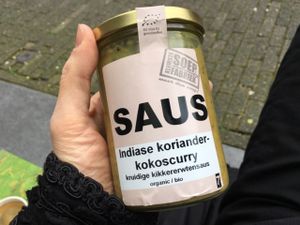 SOEP
FABRIEK
SAUS
Indiase koriander-
kokoscurry
kruidige kikkererwtensaus
organic / bio